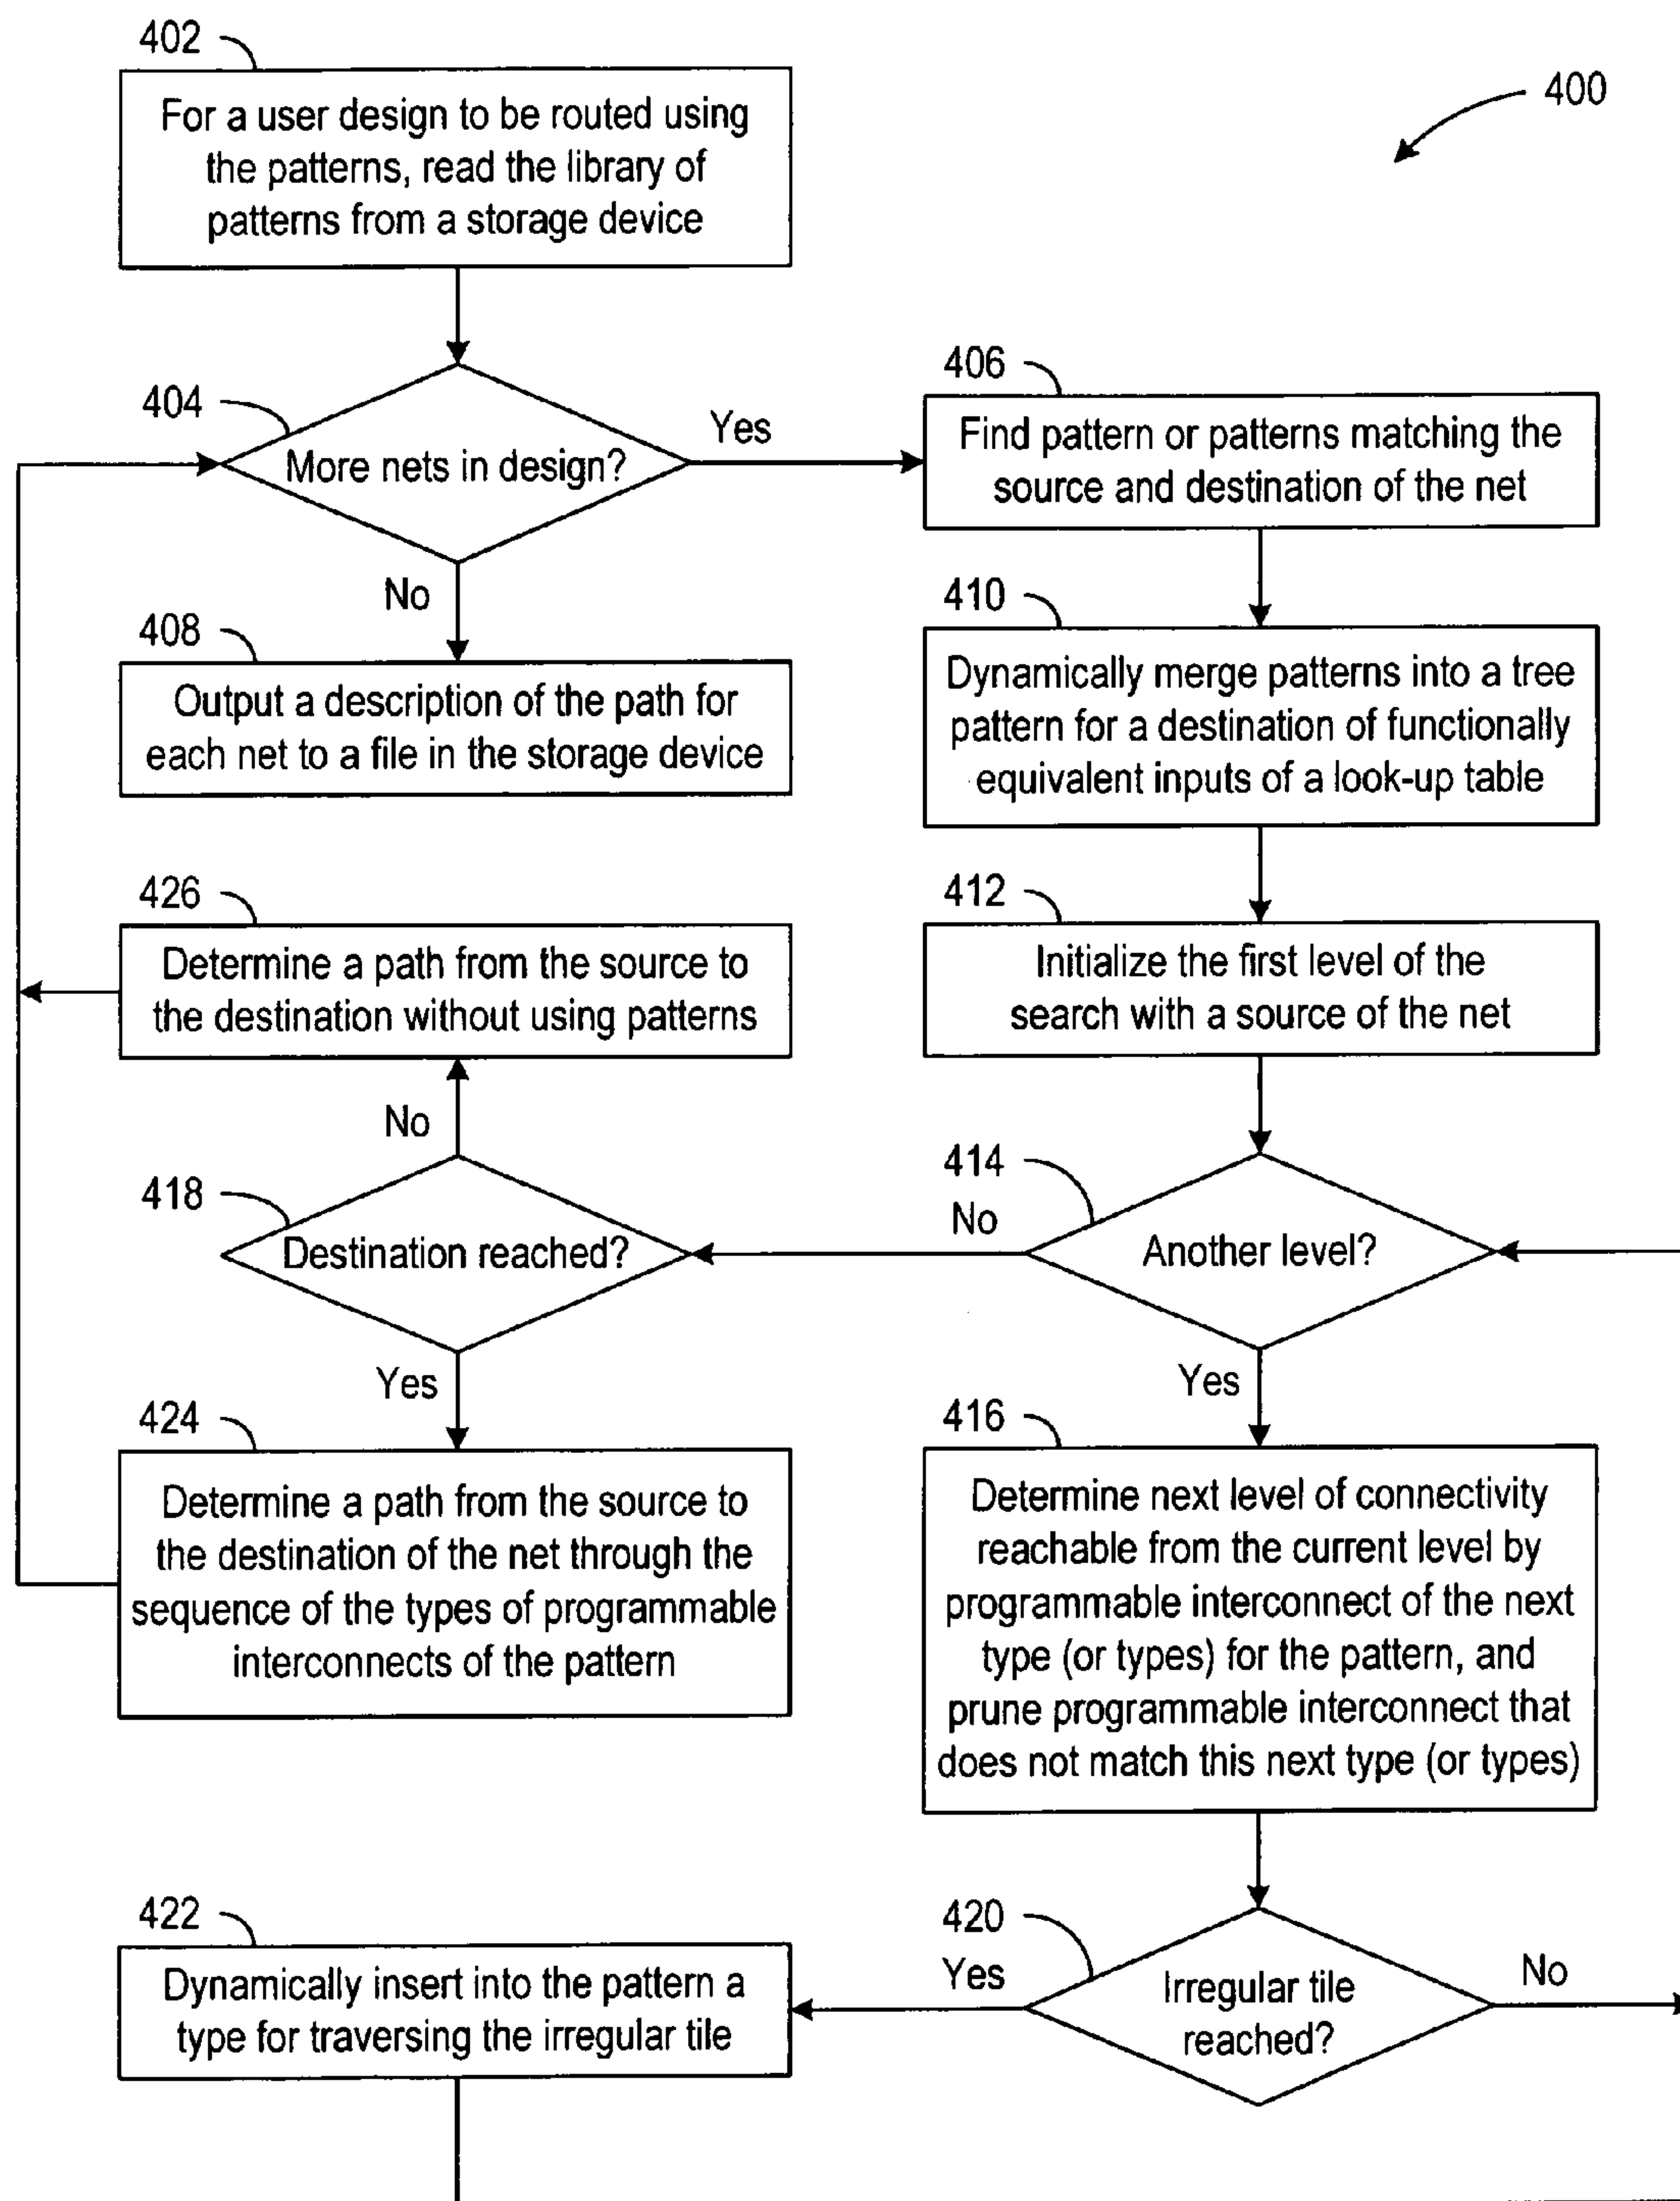 402
400
For a user design to be routed using
the patterns, read the library of
patterns from a storage device
404
More nets in design?
Yes
No
406
Find pattern or patterns matching the
source and destination of the net
408
Output a description of the path for
each net to a file in the storage device
410
Dynamically merge patterns into a tree
pattern for a destination of functionally
equivalent inputs of a look-up table
426
Determine a path from the source to
the destination without using patterns
412
Initialize the first level of the
search with a source of the net
No
418
Destination reached?
Yes
414
No
Another level?
Yes
424
Determine a path from the source to
the destination of the net through the
sequence of the types of programmable
interconnects of the pattern
416
Determine next level of connectivity
reachable from the current level by
programmable interconnect of the next
type (or types) for the pattern, and
prune programmable interconnect that
does not match this next type (or types)
422
Dynamically insert into the pattern a
type for traversing the irregular tile
420
Yes
Irregular tile
reached?
No